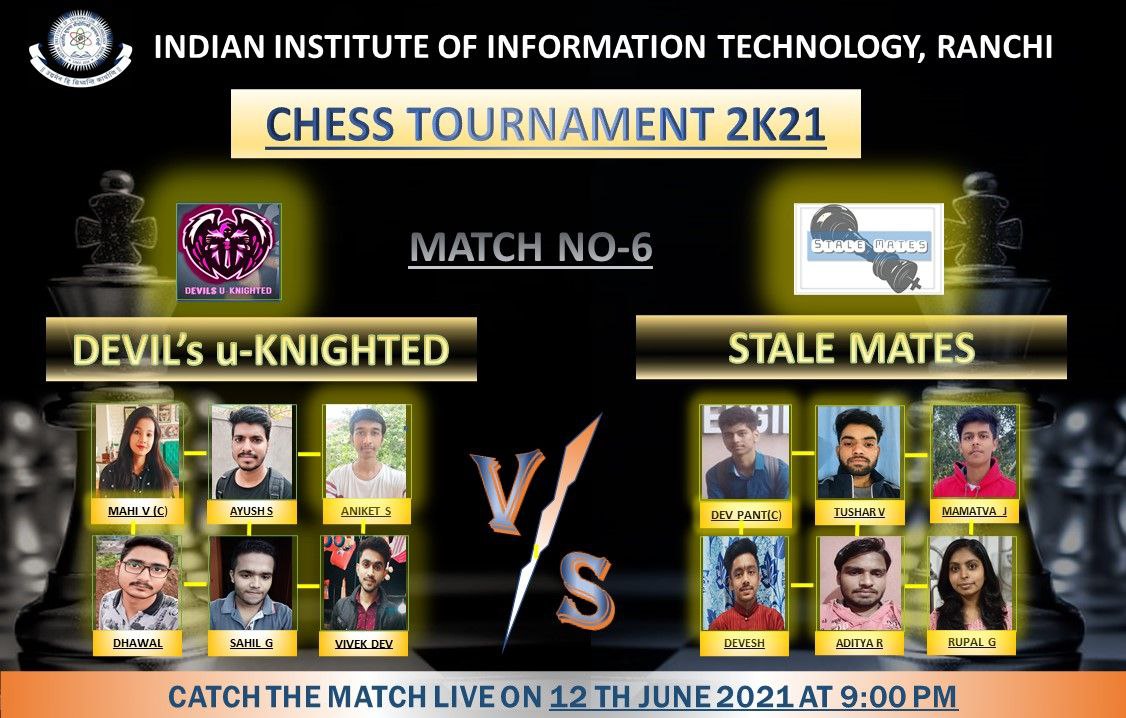 INDIAN INSTITUTE OF INFORMATION TECHNOLOGY, RANCHI
CHESS TOURNAMENT 2K21
MATCH NO-6
DEVILS U-KNIGHTED
STALE MATES
DEVIL's u-KNIGHTED
STALE MATES
ENGI
MAHI V (C)
AYUSH S
ANIKET S
V
DEV PANT(C)
TUSHAR V
MAMATVA J
S
DHAWAL
SAHIL G
VIVEK DEV
DEVESH
ADITYA R
RUPAL G
CATCH THE MATCH LIVE ON 12 TH JUNE 2021 AT 9:00 PM